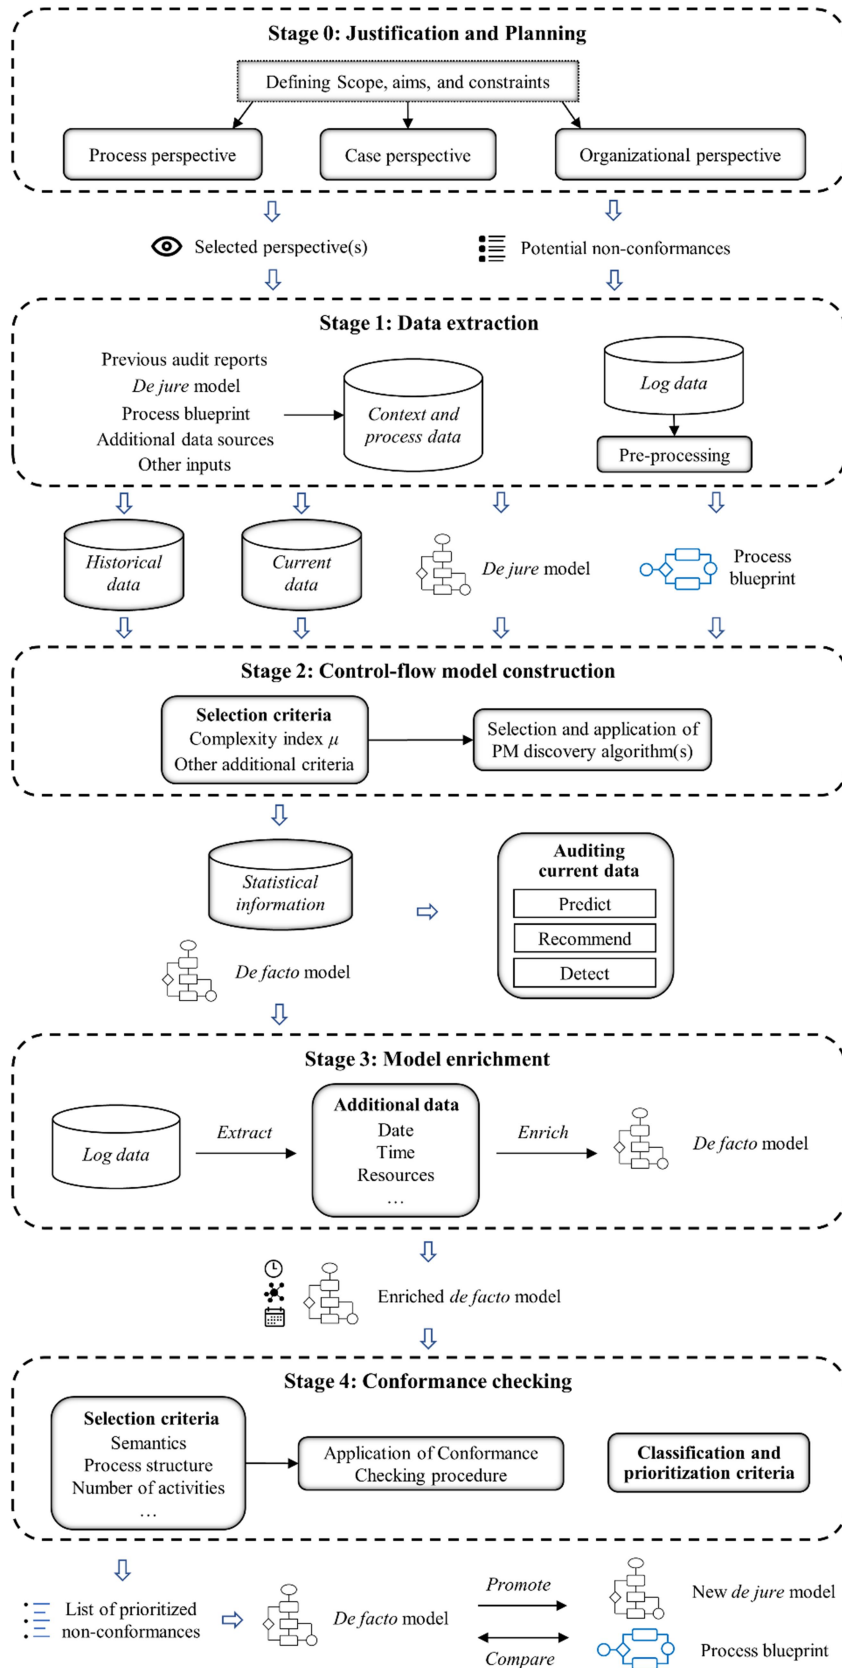 Stage 0: Justification and Planning
Defining Scope, aims, and constraints
Process perspective
Case perspective
Organizational perspective
Selected perspective(s)
Potential non-conformances
Stage 1: Data extraction
Previous audit reports
De jure model
Process blueprint
Additional data sources
Other inputs
Context and
process data
Log data
Pre-processing
Historical
data
Current
data
De jure model
Process
blueprint
Stage 2: Control-flow model construction
Selection criteria
Complexity index μ
Other additional criteria
Selection and application of
PM discovery algorithm(s)
Statistical
information
De facto model
Auditing
current data
Predict
Recommend
Detect
Stage 3: Model enrichment
Log data
Extract
Additional data
Date
Time
Resources
…
Enrich
De facto model
Enriched de facto model
Stage 4: Conformance checking
Selection criteria
Semantics
Process structure
Number of activities
…
Application of Conformance
Checking procedure
Classification and
prioritization criteria
List of prioritized
non-conformances
De facto model
Promote
New de jure model
Compare
Process blueprint